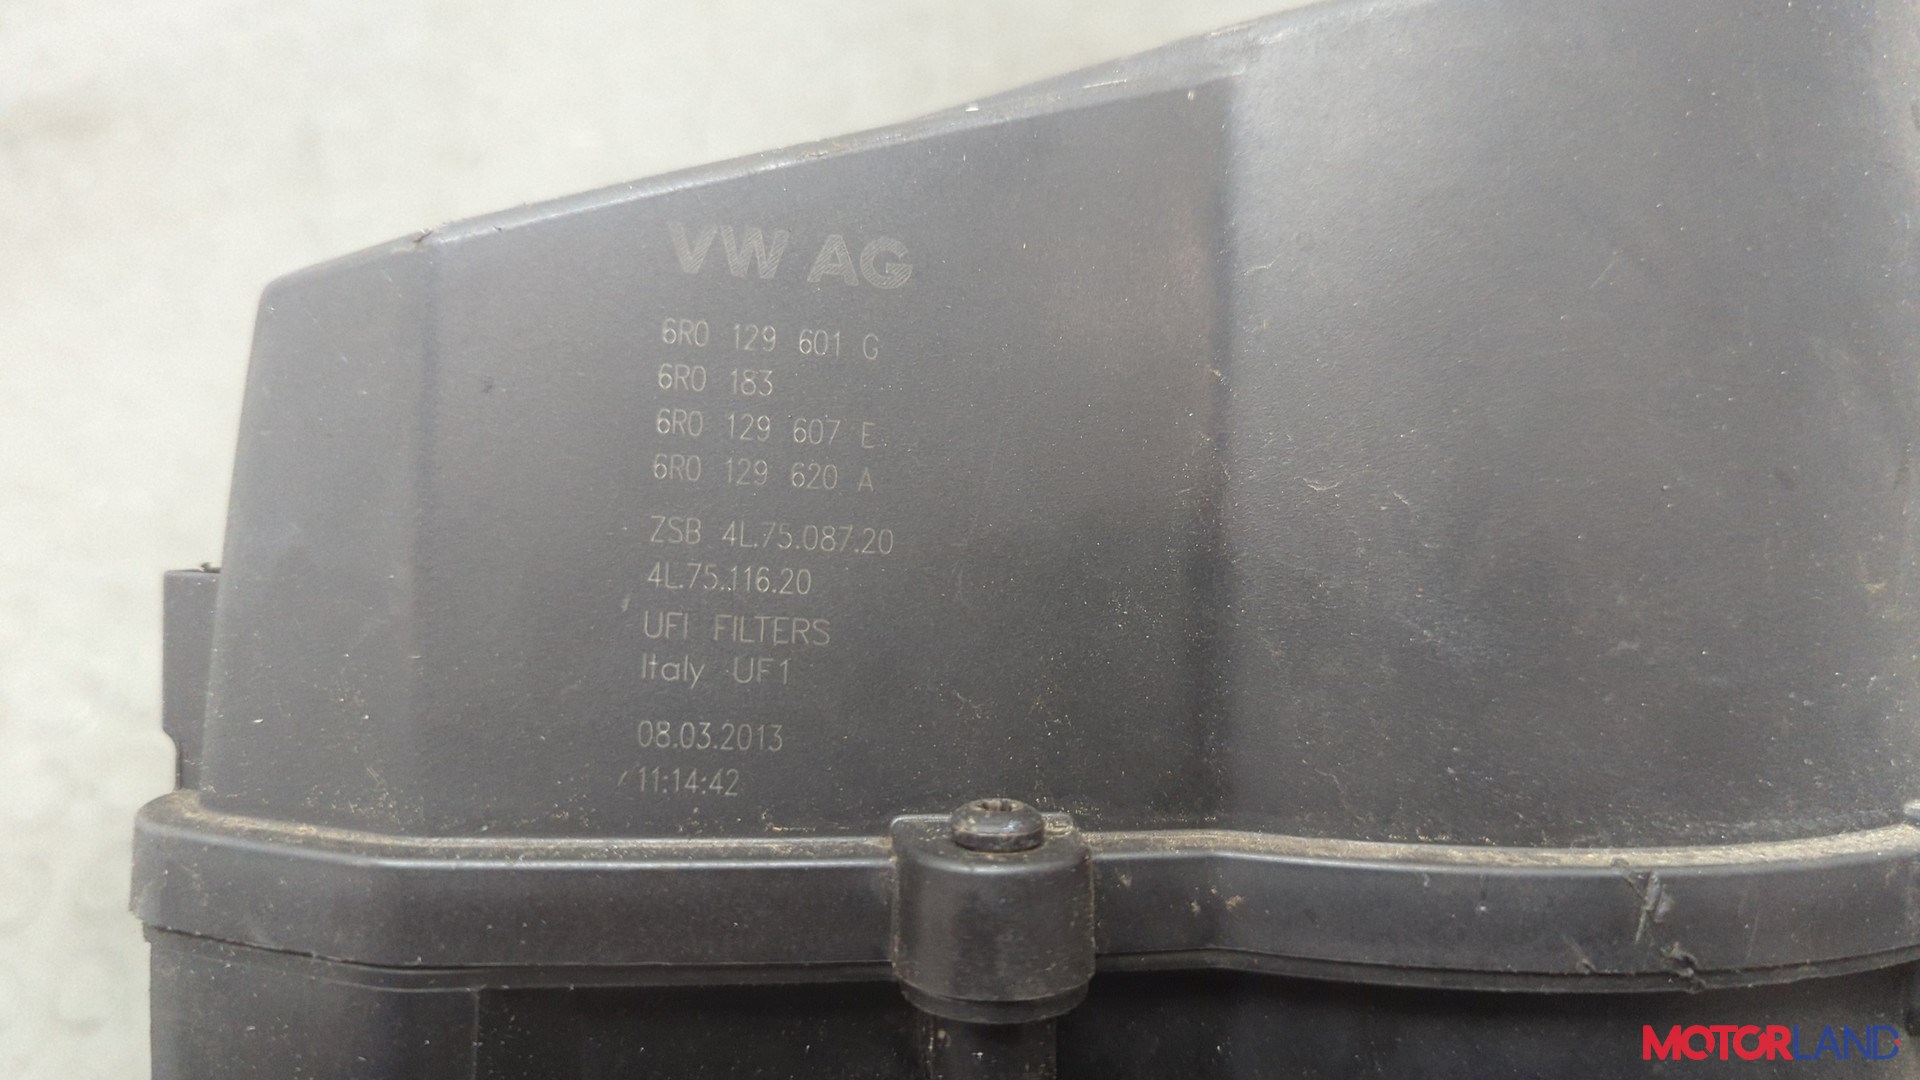 VW AG
6R0 129 601 G
6R0 183
6R0 129 607 E
6R0 129 620 A
ZSB 4L.75.087.20
4L.75.116.20
UFI FILTERS
Italy UF1
08.03.2013
11:14:42
MOTORLAND